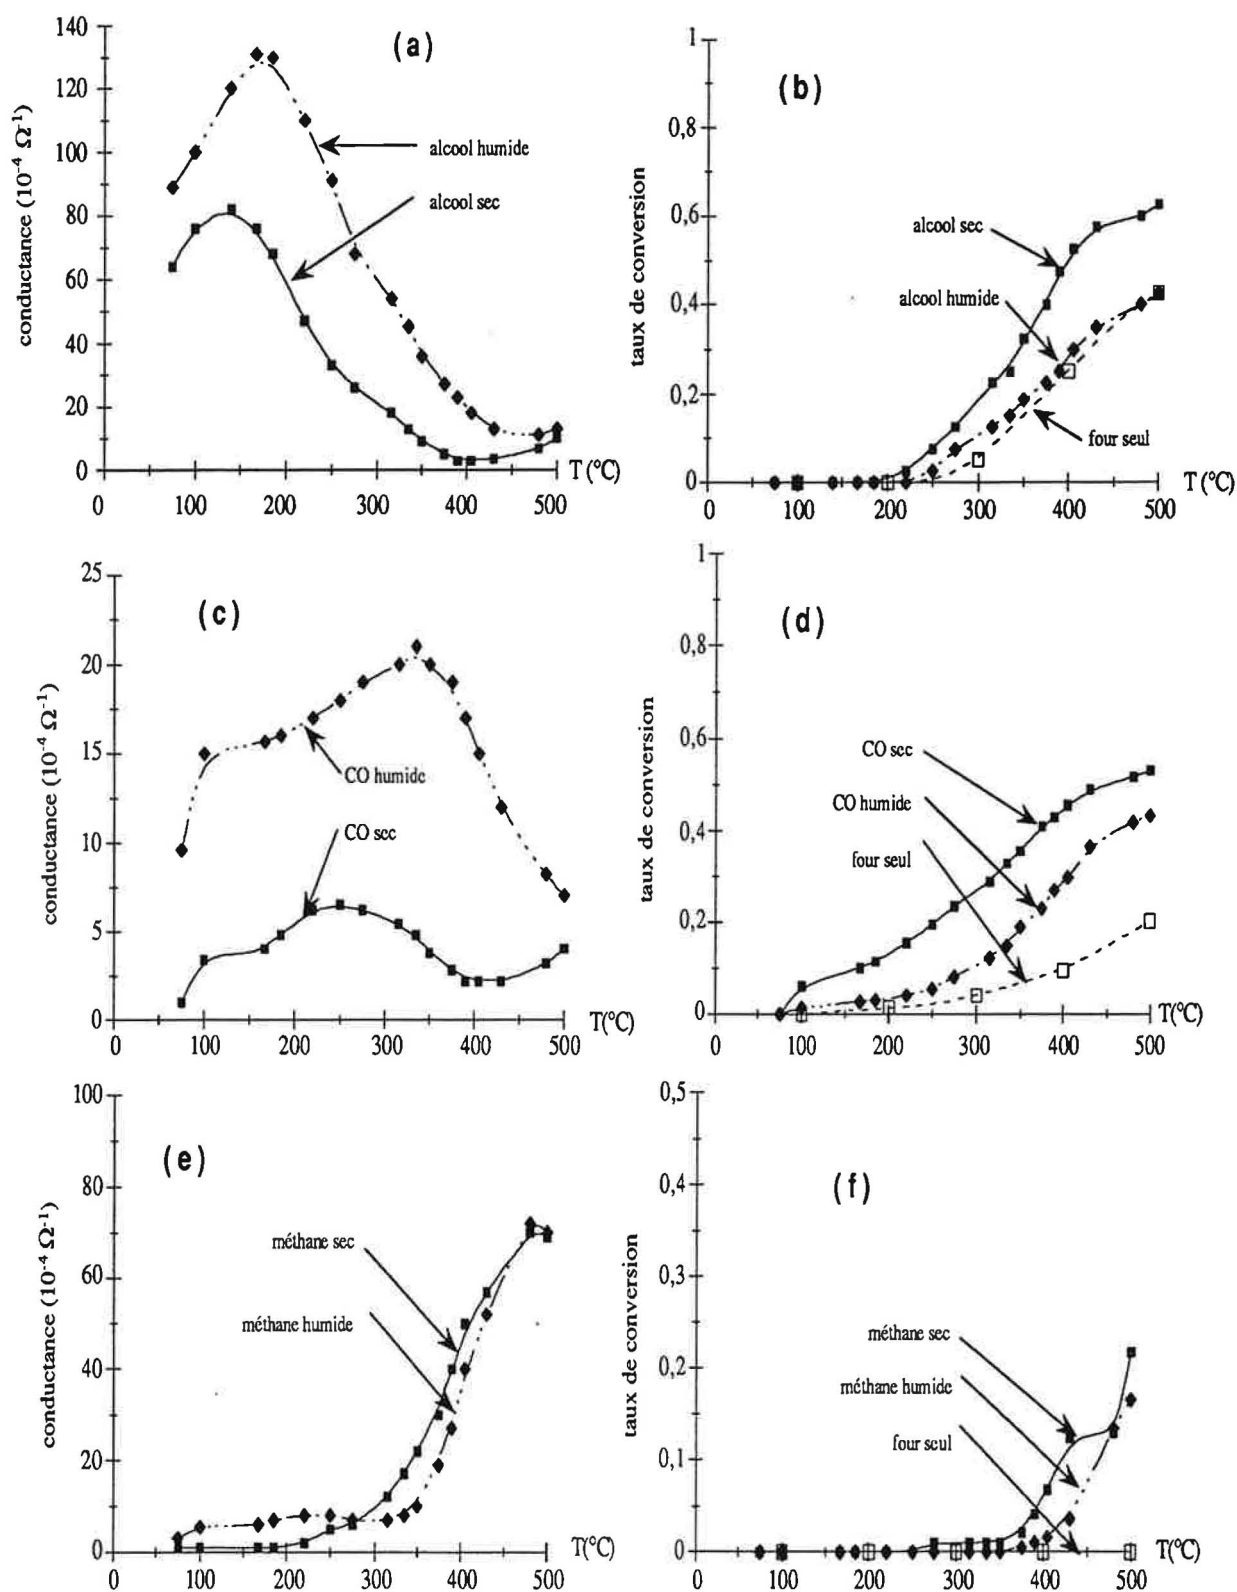 (a)
140
120
100
80
60
40
20
0
conductance (10⁻⁴ Ω⁻¹)
alcool humide
alcool sec
0 100 200 300 400 500
T (°C)
(b)
1
0,8
0,6
0,4
0,2
0
taux de conversion
alcool sec
alcool humide
four seul
0 100 200 300 400 500
T (°C)
(c)
25
20
15
10
5
0
conductance (10⁻⁴ Ω⁻¹)
CO humide
CO sec
0 100 200 300 400 500
T(°C)
(d)
1
0,8
0,6
0,4
0,2
0
taux de conversion
CO sec
CO humide
four seul
0 100 200 300 400 500
T(°C)
(e)
100
80
60
40
20
0
conductance (10⁻⁴ Ω⁻¹)
méthane sec
méthane humide
0 100 200 300 400 500
T(°C)
(f)
0,5
0,4
0,3
0,2
0,1
0
taux de conversion
méthane sec
méthane humide
four seul
0 100 200 300 400 500
T(°C)